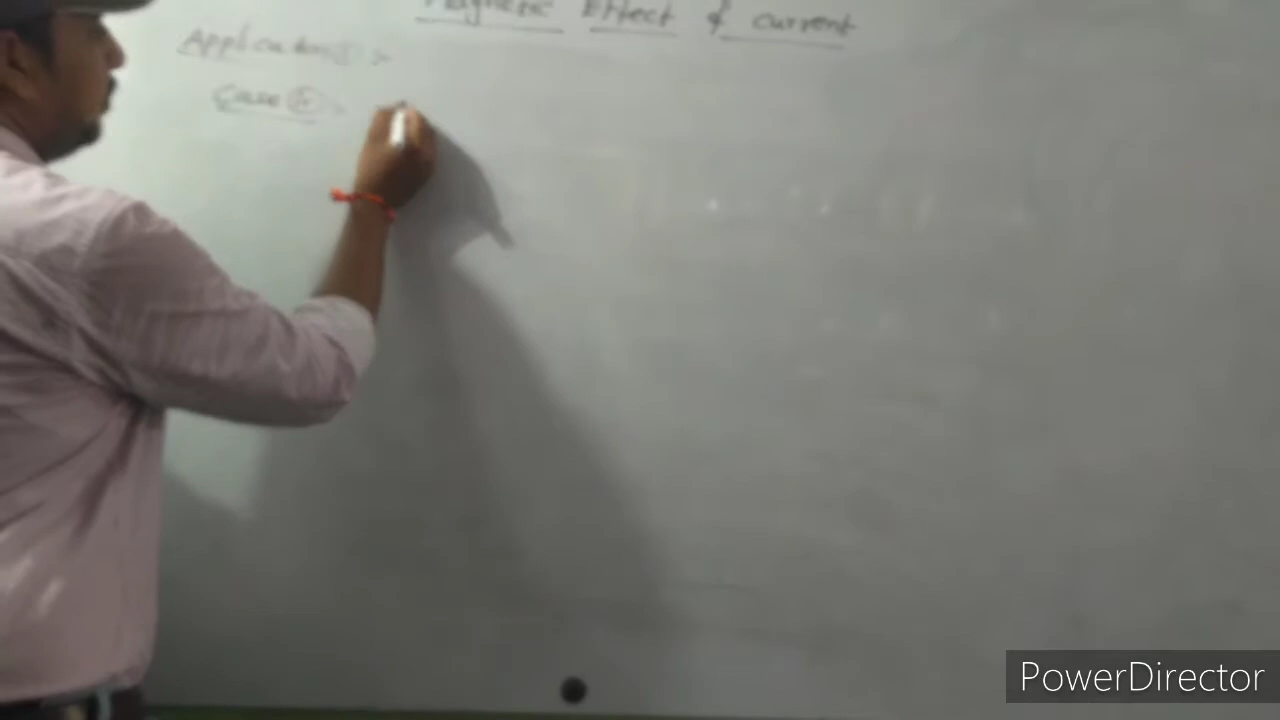 Magnetic Effect of current
Application ① :-
Case
PowerDirector